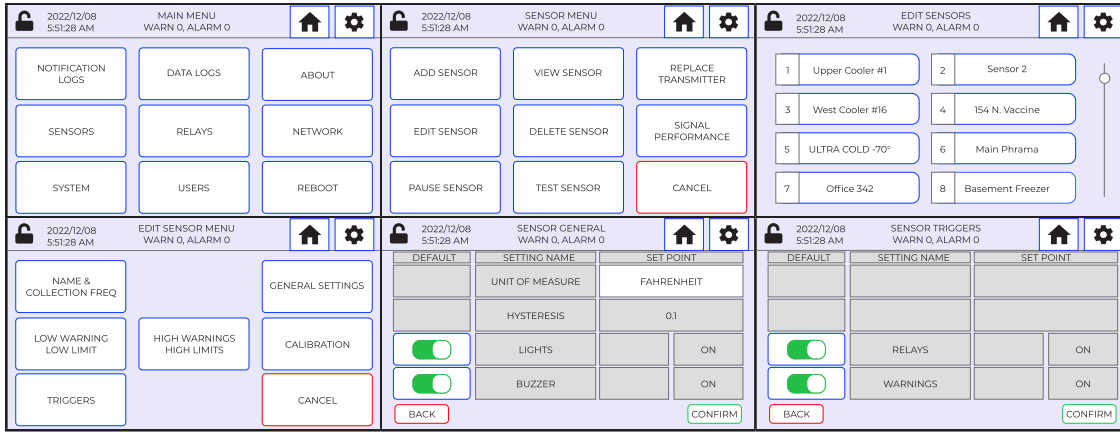 2022/12/08
5:51:28 AM
MAIN MENU
WARN 0, ALARM 0
NOTIFICATION
LOGS
DATA LOGS
ABOUT
SENSORS
RELAYS
NETWORK
SYSTEM
USERS
REBOOT
2022/12/08
5:51:28 AM
SENSOR MENU
WARN 0, ALARM 0
ADD SENSOR
VIEW SENSOR
REPLACE
TRANSMITTER
EDIT SENSOR
DELETE SENSOR
SIGNAL
PERFORMANCE
PAUSE SENSOR
TEST SENSOR
CANCEL
2022/12/08
5:51:28 AM
EDIT SENSORS
WARN 0, ALARM 0
1 Upper Cooler #1
2 Sensor 2
3 West Cooler #16
4 154 N. Vaccine
5 ULTRA COLD -70°
6 Main Phrama
7 Office 342
8 Basement Freezer
2022/12/08
5:51:28 AM
EDIT SENSOR MENU
WARN 0, ALARM 0
NAME &
COLLECTION FREQ
GENERAL SETTINGS
LOW WARNING
LOW LIMIT
HIGH WARNINGS
HIGH LIMITS
CALIBRATION
TRIGGERS
CANCEL
2022/12/08
5:51:28 AM
SENSOR GENERAL
WARN 0, ALARM 0
DEFAULT SETTING NAME SET POINT
UNIT OF MEASURE FAHRENHEIT
HYSTERESIS 0.1
LIGHTS ON
BUZZER ON
BACK CONFIRM
2022/12/08
5:51:28 AM
SENSOR TRIGGERS
WARN 0, ALARM 0
DEFAULT SETTING NAME SET POINT
RELAYS ON
WARNINGS ON
BACK CONFIRM